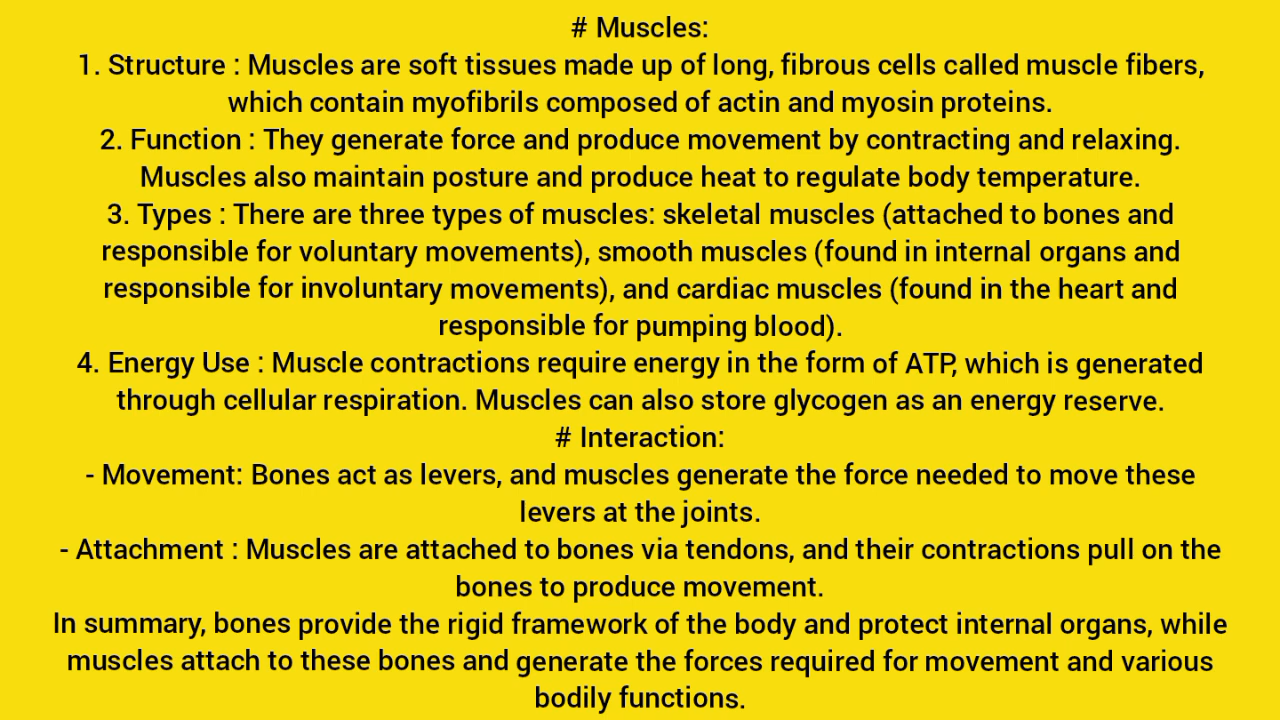 # Muscles:
1. Structure : Muscles are soft tissues made up of long, fibrous cells called muscle fibers,
which contain myofibrils composed of actin and myosin proteins.
2. Function : They generate force and produce movement by contracting and relaxing.
Muscles also maintain posture and produce heat to regulate body temperature.
3. Types : There are three types of muscles: skeletal muscles (attached to bones and
responsible for voluntary movements), smooth muscles (found in internal organs and
responsible for involuntary movements), and cardiac muscles (found in the heart and
responsible for pumping blood).
4. Energy Use : Muscle contractions require energy in the form of ATP, which is generated
through cellular respiration. Muscles can also store glycogen as an energy reserve.
# Interaction:
- Movement: Bones act as levers, and muscles generate the force needed to move these
levers at the joints.
- Attachment : Muscles are attached to bones via tendons, and their contractions pull on the
bones to produce movement.
In summary, bones provide the rigid framework of the body and protect internal organs, while
muscles attach to these bones and generate the forces required for movement and various
bodily functions.